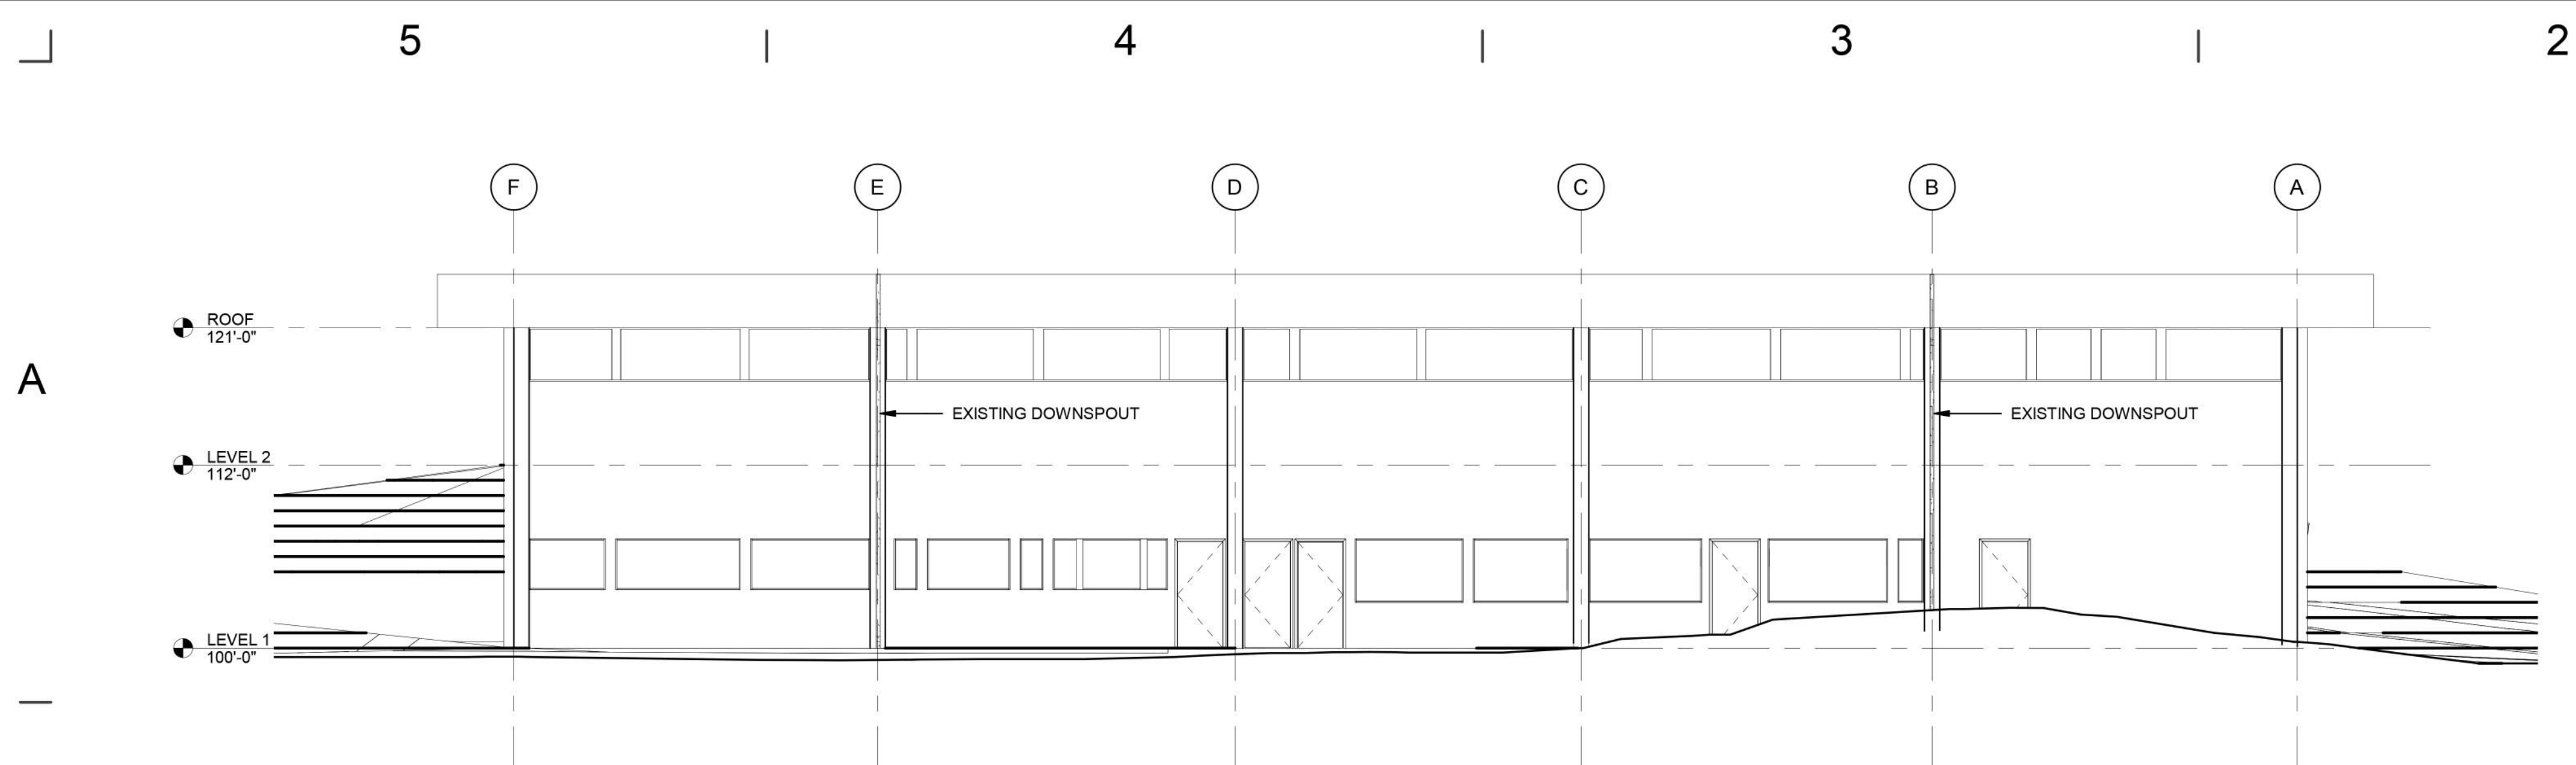 5 4 3 2
F E D C B A
ROOF
121'-0"
A
EXISTING DOWNSPOUT EXISTING DOWNSPOUT
LEVEL 2
112'-0"
LEVEL 1
100'-0"